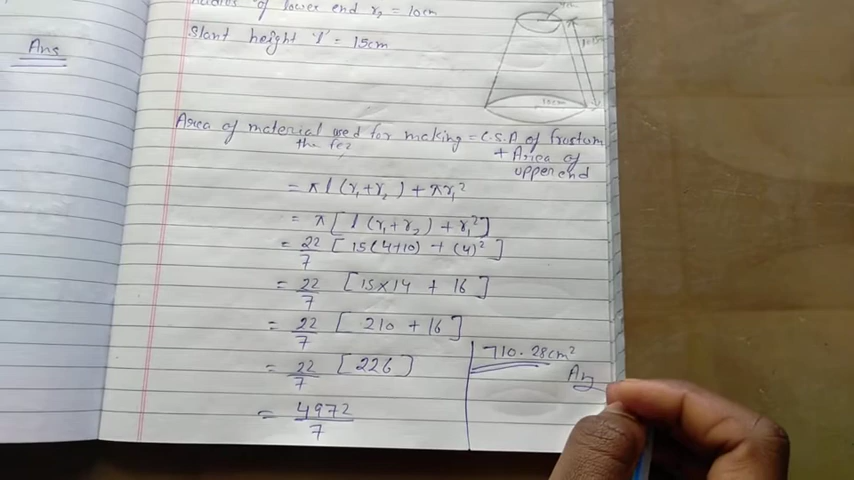 radius of lower end r₂ = 10cm
Slant height 'l' = 15cm
Ans
10cm
Area of material used for making = C.S.A of frustum
the fez
+ Area of
upper end
= π l (r₁+r₂) + πr₁²
= π [ l (r₁+r₂) + r₁² ]
= 22/7 [ 15(4+10) + (4)² ]
= 22/7 [ 15×14 + 16 ]
= 22/7 [ 210 + 16 ]
= 22/7 [ 226 ]
= 4972/7
710.28cm²
Ans